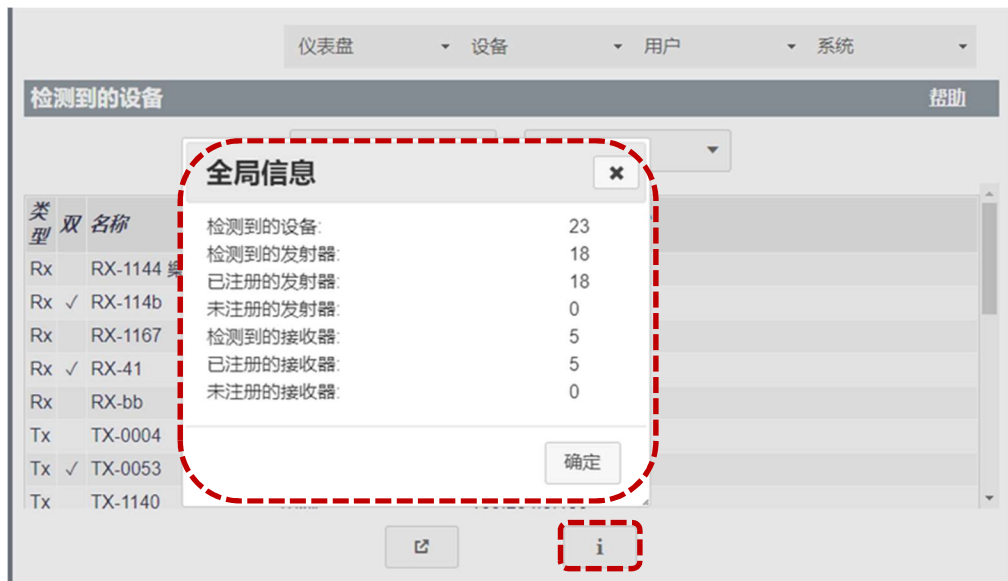 仪表盘 设备 用户 系统
检测到的设备 帮助
全局信息
类型 双 名称
检测到的设备: 23
检测到的发射器: 18
Rx RX-1144
已注册的发射器: 18
Rx ✓ RX-114b
未注册的发射器: 0
Rx RX-1167
检测到的接收器: 5
Rx ✓ RX-41
已注册的接收器: 5
Rx RX-bb
未注册的接收器: 0
Tx TX-0004
Tx ✓ TX-0053
确定
Tx TX-1140
i